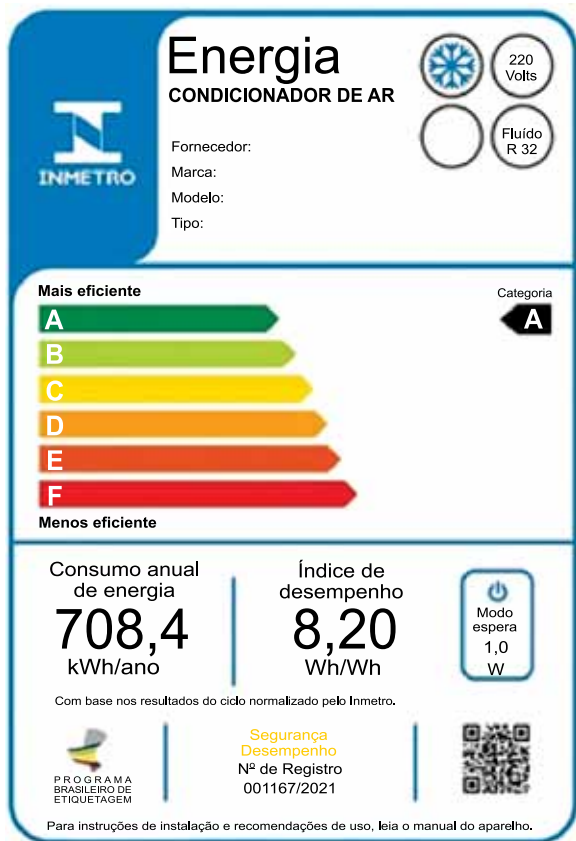 Energia
CONDICIONADOR DE AR
220
Volts
Fluído
R 32
INMETRO
Fornecedor:
Marca:
Modelo:
Tipo:
Mais eficiente
Categoria
A
A
B
C
D
E
F
Menos eficiente
Consumo anual
de energia
708,4
kWh/ano
Índice de
desempenho
8,20
Wh/Wh
Modo
espera
1,0
W
Com base nos resultados do ciclo normalizado pelo Inmetro.
PROGRAMA
BRASILEIRO DE
ETIQUETAGEM
Segurança
Desempenho
Nº de Registro
001167/2021
Para instruções de instalação e recomendações de uso, leia o manual do aparelho.